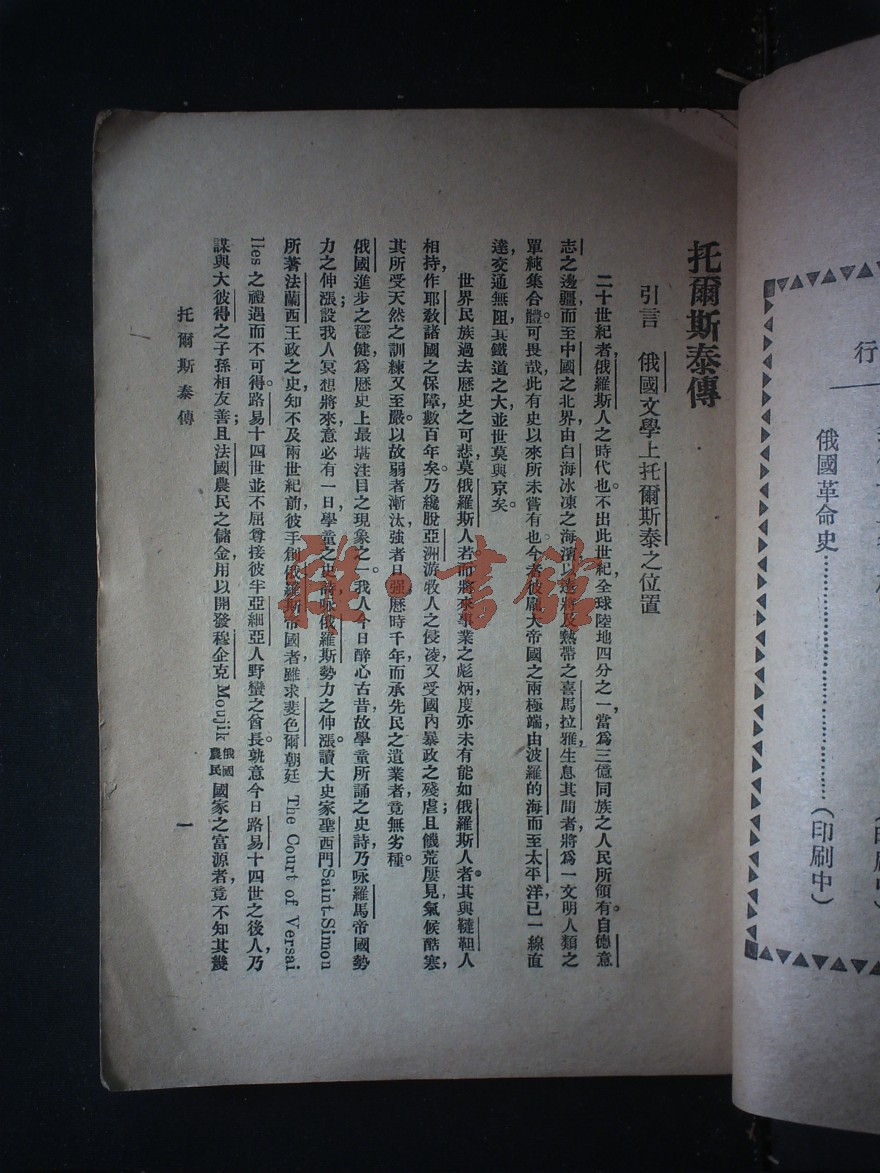 行
俄國革命史……………………………(印刷中)
托爾斯泰傳
引言　俄國文學上托爾斯泰之位置
二十世紀者,俄羅斯人之時代也。不出此世紀,全球陸地四分之一,當爲三億同族之人民所領有。自德意
志之邊疆,而至中國之北界,由白海冰凍之海濱,以達將及熱帶之喜馬拉雅,生息其間者,將爲一文明人類之
單純集合體,可畏哉,此有史以來所未嘗有也。今者彼龐大帝國之兩極端,由波羅的海而至太平洋,已一線直
達,交通無阻,其鐵道之大,並世莫與京矣。
世界民族過去歷史之可悲,莫俄羅斯人若。而將來事業之彪炳,度亦未有能如俄羅斯人者。其與韃靼人
相持,作耶敎諸國之保障,數百年矣。乃纔脫亞洲游牧人之侵凌,又受國內暴政之殘虐,且饑荒屢見,氣候酷寒,
其所受天然之訓練又至嚴。以故弱者漸汰,強者日强,歷時千年,而承先民之遺業者,竟無劣種。
俄國進步之穩健,爲歷史上最堪注目之現象之一,我人今日醉心古昔,故學童所誦之史詩,乃咏羅馬帝國勢
力之伸漲;設我人冥想將來,意必有一日,學童之史詩,咏俄羅斯勢力之伸漲。讀大史家聖西門Saint-Simon
所著法蘭西王政之史,知不及兩世紀前,彼手創俄羅斯帝國者,雖求斐色爾朝廷 The Court of Versai
lles 之禮遇而不可得。路易十四世並不屈尊接彼半亞細亞人野蠻之酋長。孰意今日路易十四世之後人,乃
謀與大彼得之子孫相友善;且法國農民之儲金,用以開發穆企克 Moujik 俄國農民 國家之富源者,竟不知其幾
托爾斯泰傳
一